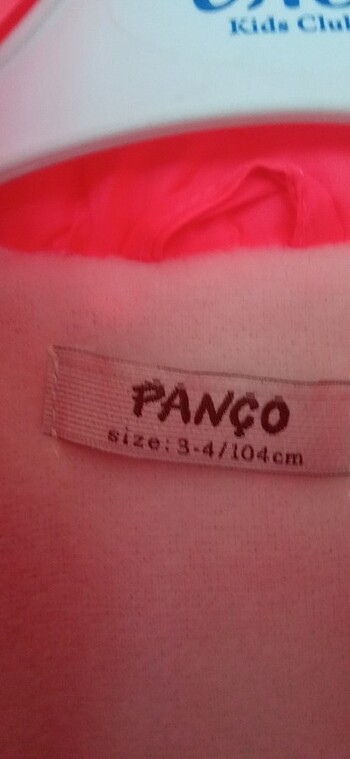 Kids Club
PANÇO
size: 3-4/104cm